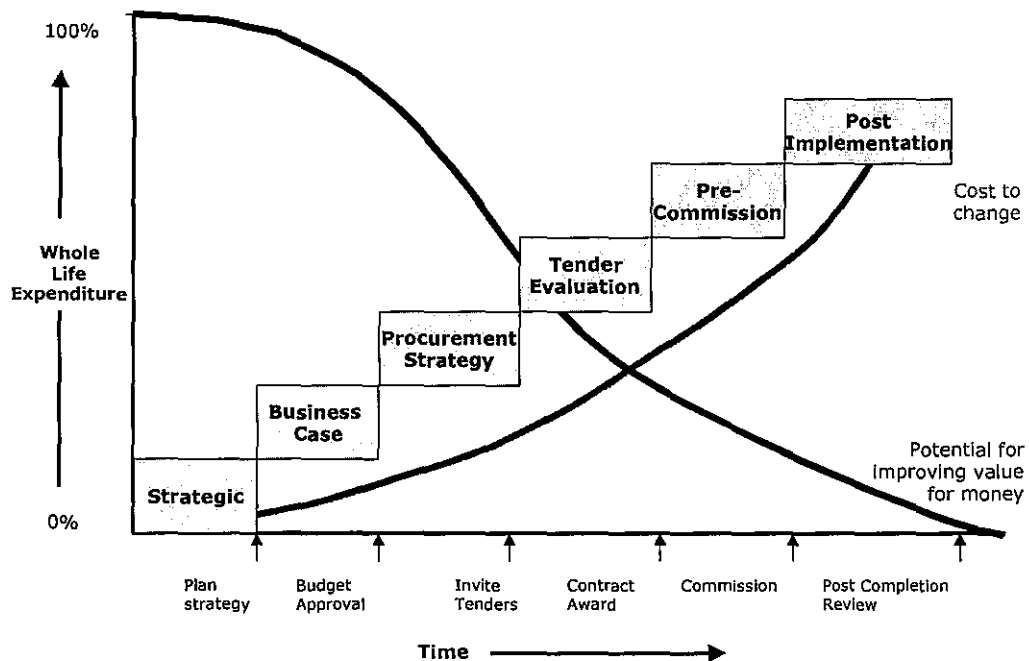 100%
Whole
Life
Expenditure
0%
Post
Implementation
Pre-
Commission
Cost to
change
Tender
Evaluation
Procurement
Strategy
Business
Case
Strategic
Potential for
improving value
for money
Plan
strategy
Budget
Approval
Invite
Tenders
Contract
Award
Commission
Post Completion
Review
Time